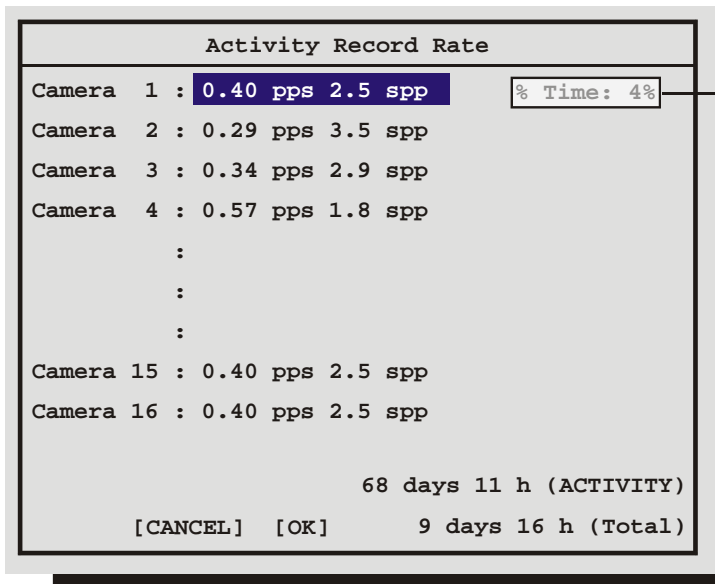 Activity Record Rate
Camera 1 : 0.40 pps 2.5 spp % Time: 4%
Camera 2 : 0.29 pps 3.5 spp
Camera 3 : 0.34 pps 2.9 spp
Camera 4 : 0.57 pps 1.8 spp
:
:
:
Camera 15 : 0.40 pps 2.5 spp
Camera 16 : 0.40 pps 2.5 spp
68 days 11 h (ACTIVITY)
[CANCEL] [OK] 9 days 16 h (Total)